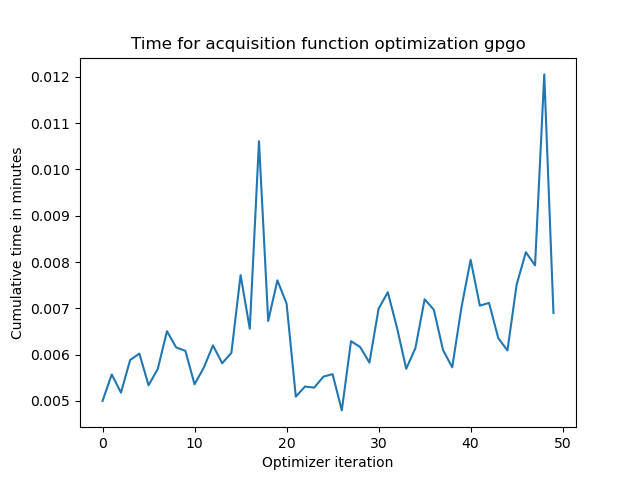 Time for acquisition function optimization gpgo
0.012
0.011
0.010
0.009
0.008
0.007
0.006
0.005
Cumulative time in minutes
0 10 20 30 40 50
Optimizer iteration